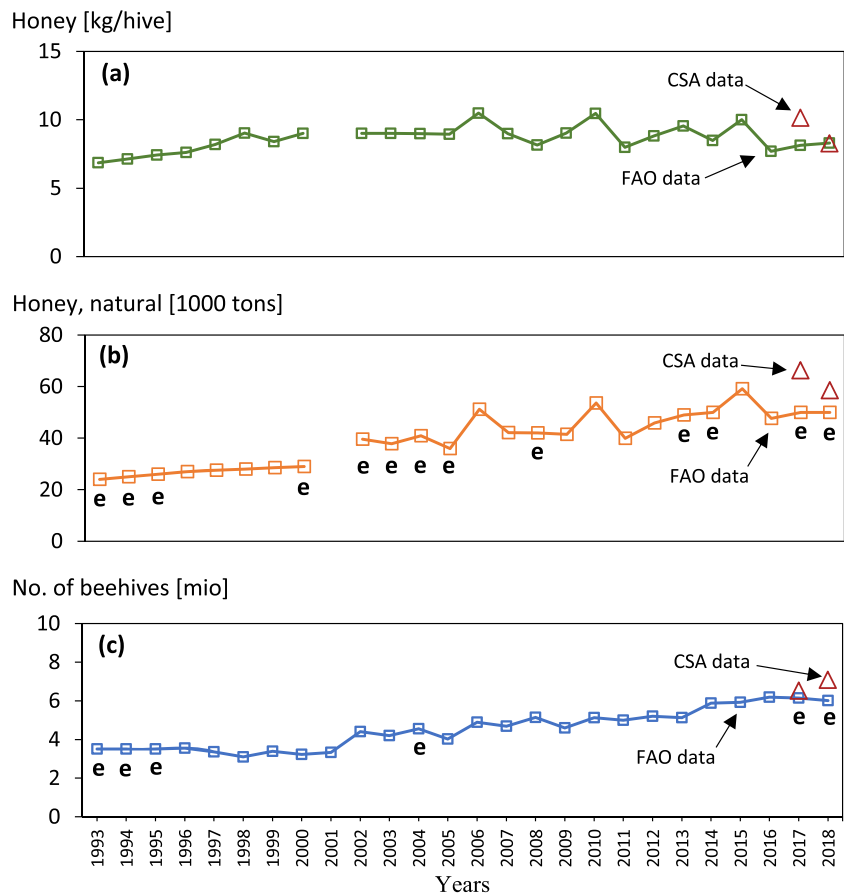 Honey [kg/hive]
15
(a)
CSA data
10
FAO data
5
0
Honey, natural [1000 tons]
80
(b)
CSA data
60
40
e e e e e e e e e e e
FAO data
20
e e e e
0
No. of beehives [mio]
10
(c)
8
CSA data
6
e e
FAO data
4
e
e e e
2
0
1993 1994 1995 1996 1997 1998 1999 2000 2001 2002 2003 2004 2005 2006 2007 2008 2009 2010 2011 2012 2013 2014 2015 2016 2017 2018
Years